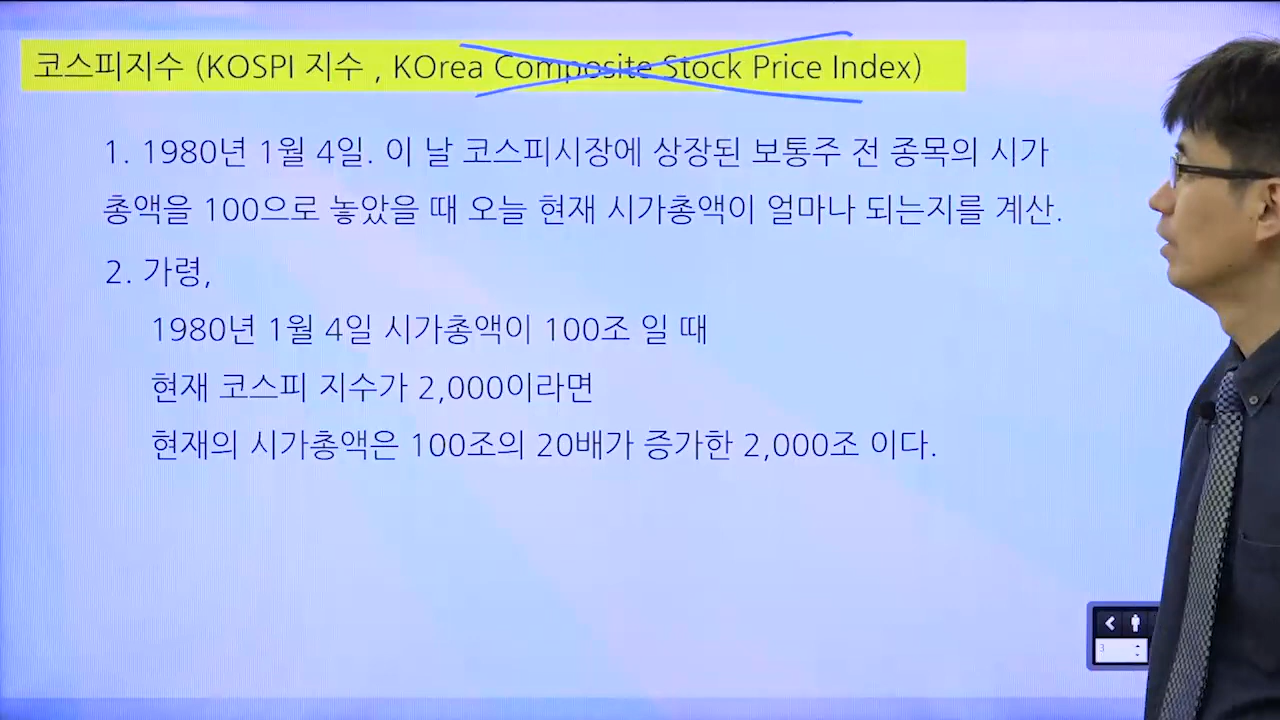 코스피지수 (KOSPI 지수 , KOrea Composite Stock Price Index)
1. 1980년 1월 4일. 이 날 코스피시장에 상장된 보통주 전 종목의 시가
총액을 100으로 놓았을 때 오늘 현재 시가총액이 얼마나 되는지를 계산.
2. 가령,
1980년 1월 4일 시가총액이 100조 일 때
현재 코스피 지수가 2,000이라면
현재의 시가총액은 100조의 20배가 증가한 2,000조 이다.
3